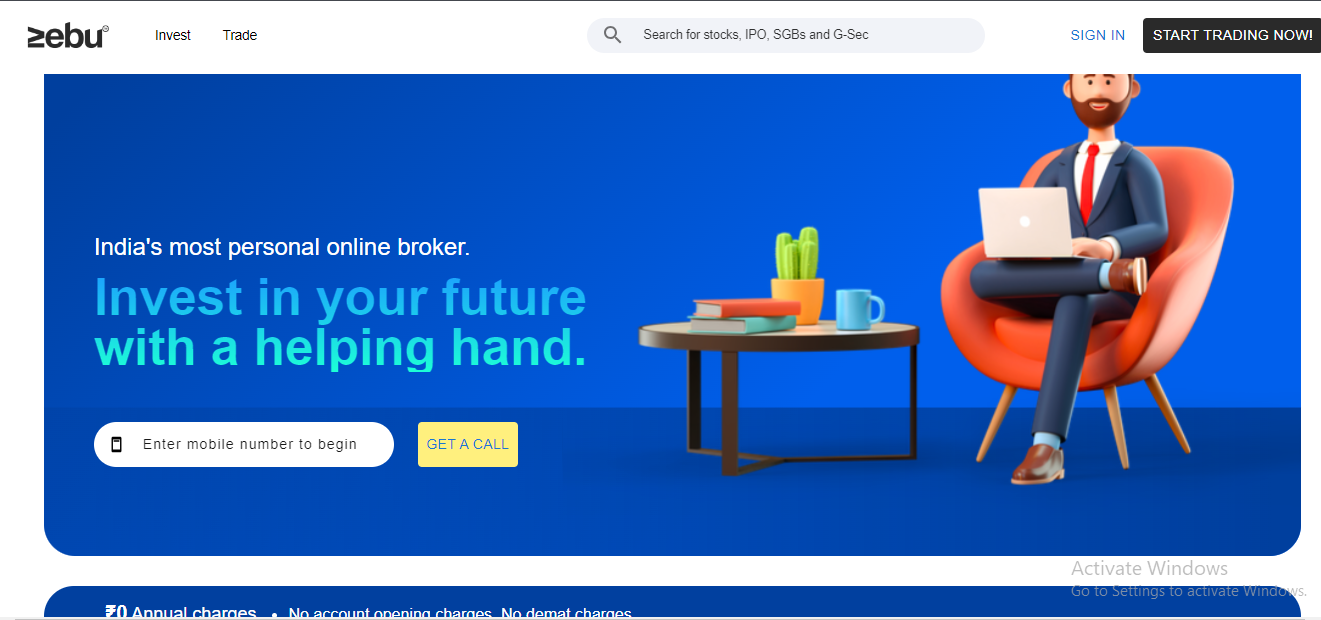 zebu®
Invest Trade Search for stocks, IPO, SGBs and G-Sec SIGN IN START TRADING NOW!
India's most personal online broker.
Invest in your future
with a helping hand.
Enter mobile number to begin GET A CALL
Activate Windows
Go to Settings to activate Windows.
₹0 Annual charges • No account opening charges. No demat charges.